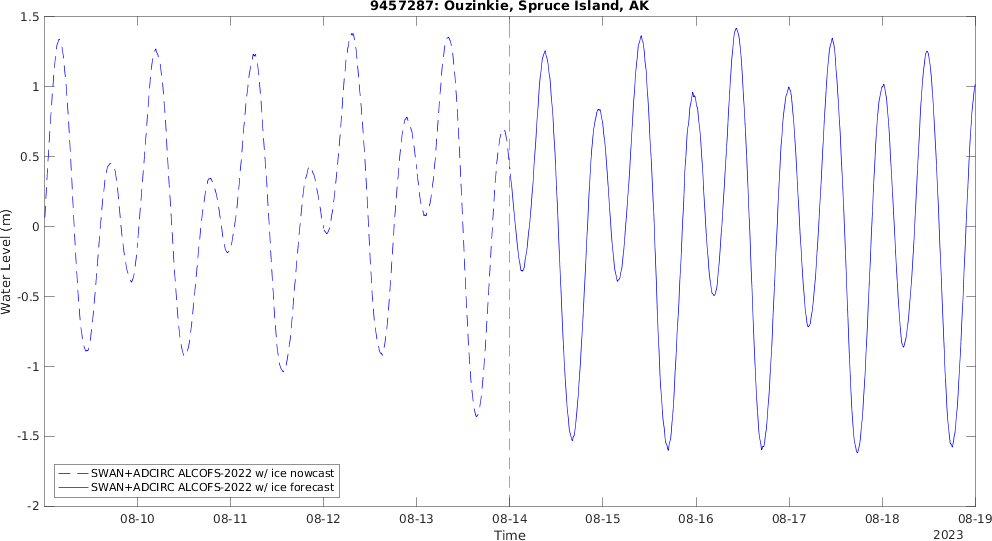 9457287: Ouzinkie, Spruce Island, AK
1.5
1
0.5
0
-0.5
-1
-1.5
-2
Water Level (m)
SWAN+ADCIRC ALCOFS-2022 w/ ice nowcast
SWAN+ADCIRC ALCOFS-2022 w/ ice forecast
08-10 08-11 08-12 08-13 08-14 08-15 08-16 08-17 08-18 08-19
Time
2023